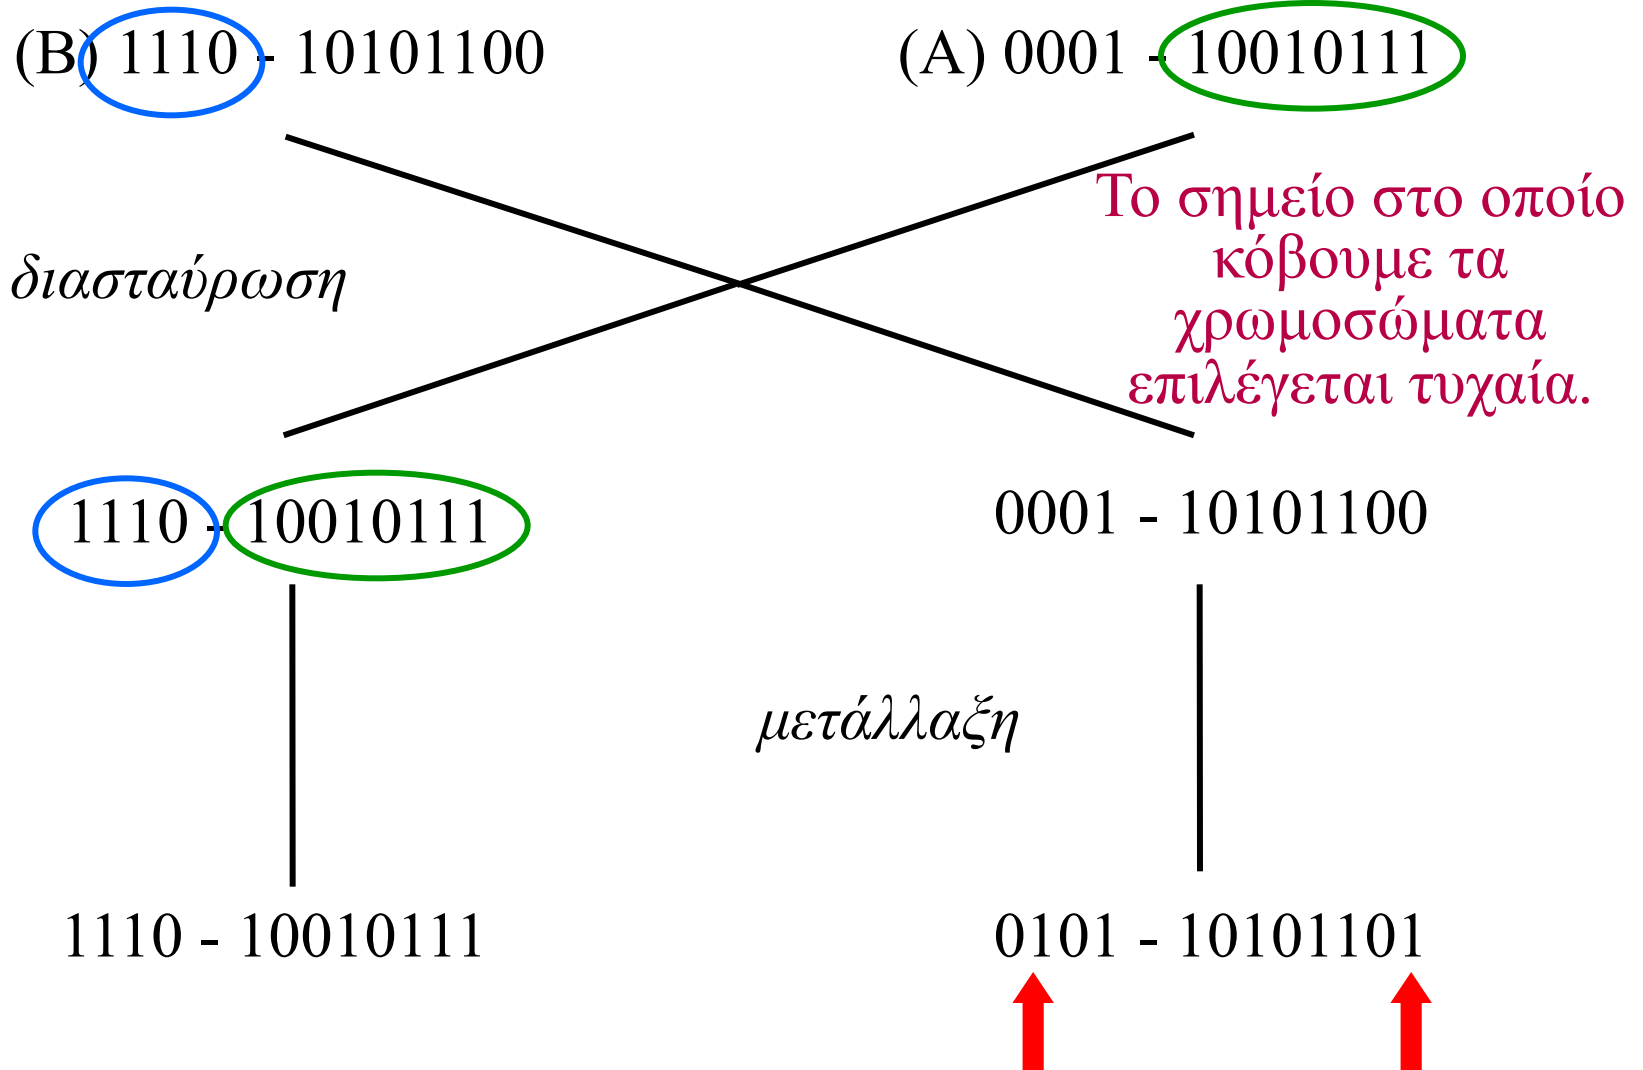 (B) 1110 - 10101100
(A) 0001 - 10010111
Το σημείο στο οποίο
κόβουμε τα
χρωμοσώματα
επιλέγεται τυχαία.
διασταύρωση
1110 - 10010111
0001 - 10101100
μετάλλαξη
1110 - 10010111
0101 - 10101101